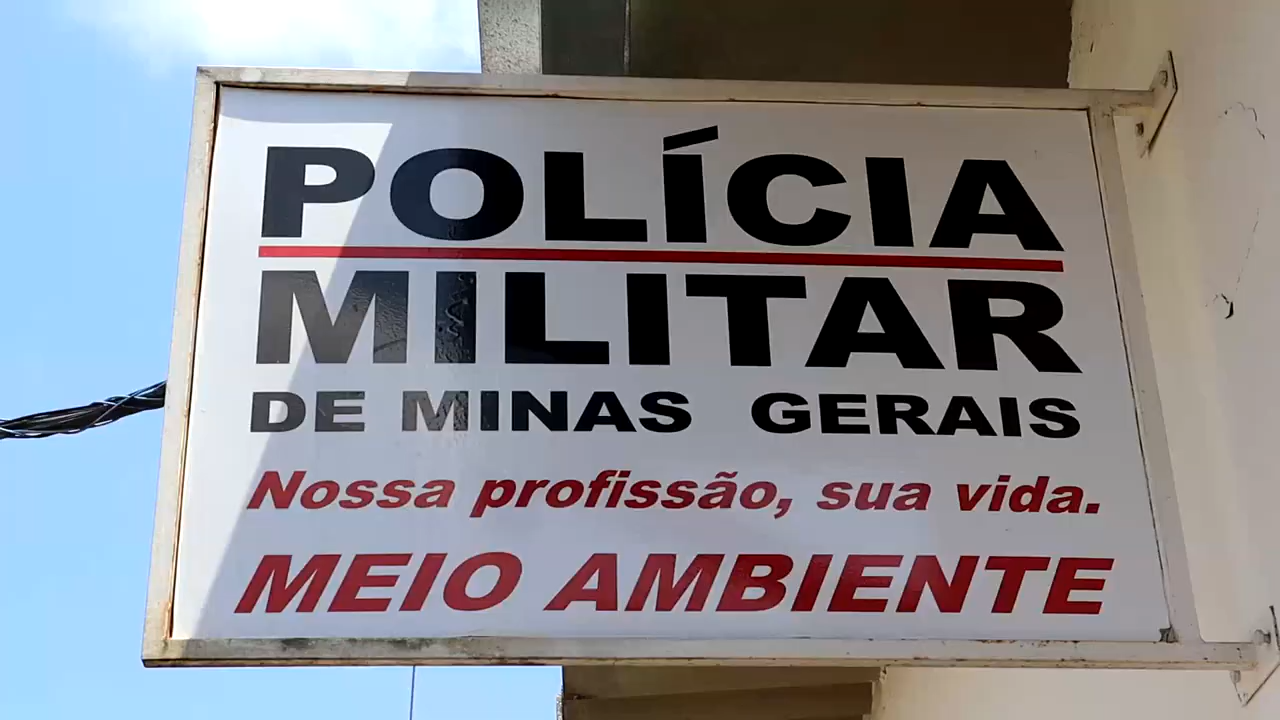 POLÍCIA
MILITAR
DE MINAS GERAIS
Nossa profissão, sua vida.
MEIO AMBIENTE